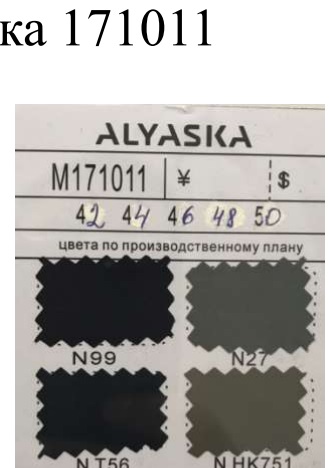 ка 171011
ALYASKA
M171011 ¥ $
42 44 46 48 50
цвета по производственному плану
N99 N27
N T56 N HK751